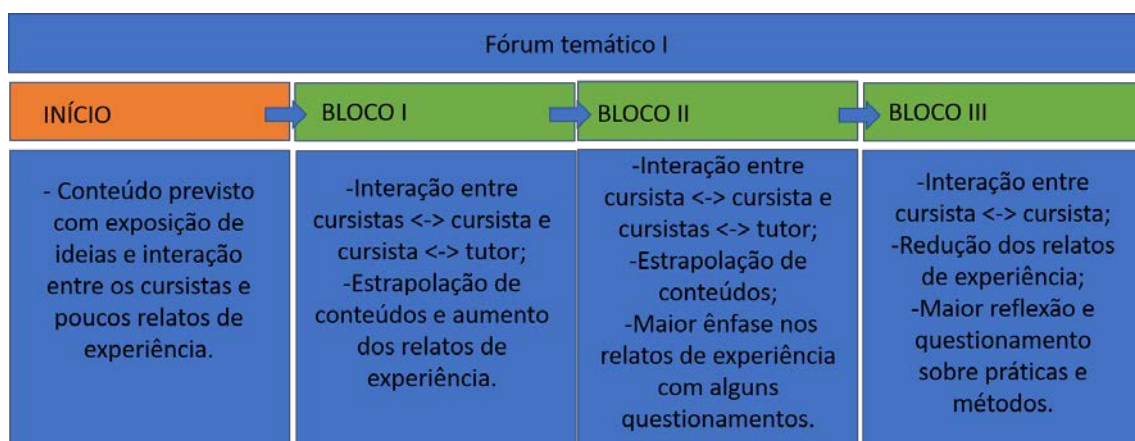 Fórum temático I
INÍCIO
BLOCO I
BLOCO II
BLOCO III
- Conteúdo previsto
com exposição de
ideias e interação
entre os cursistas e
poucos relatos de
experiência.
-Interação entre
cursistas <-> cursista e
cursista <-> tutor;
-Estrapolação de
conteúdos e aumento
dos relatos de
experiência.
-Interação entre
cursista <-> cursista e
cursistas <-> tutor;
-Estrapolação de
conteúdos;
-Maior ênfase nos
relatos de experiência
com alguns
questionamentos.
-Interação entre
cursista <-> cursista;
-Redução dos relatos
de experiência;
-Maior reflexão e
questionamento
sobre práticas e
métodos.